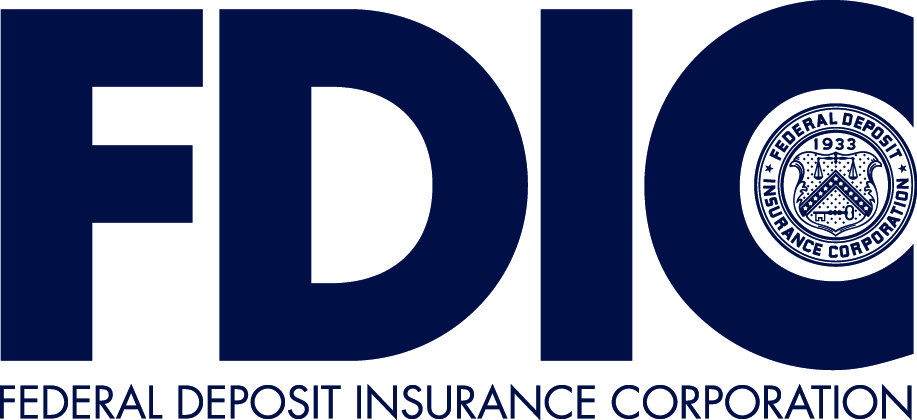 FDIC
FEDERAL DEPOSIT
1933
INSURANCE CORPORATION
FEDERAL DEPOSIT INSURANCE CORPORATION